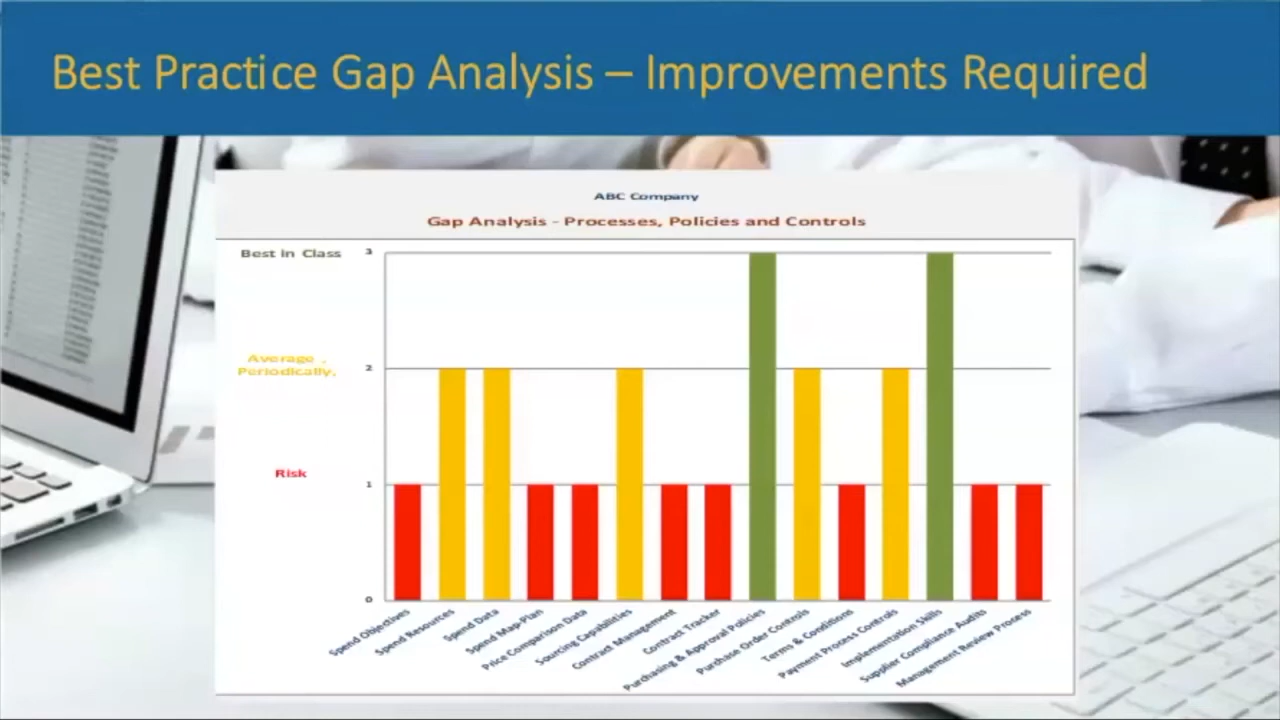 Best Practice Gap Analysis – Improvements Required
ABC Company
Gap Analysis - Processes, Policies and Controls
Best in Class
3
Average ,
Periodically,
2
Risk
1
0
Spend Objectives
Spend Resources
Spend Data
Spend Map-Plan
Price Comparison Data
Sourcing Capabilities
Contract Management
Contract Tracker
Purchasing & Approval Policies
Purchase Order Controls
Terms & Conditions
Payment Process Controls
Implementation Skills
Supplier Compliance Audits
Management Review Process